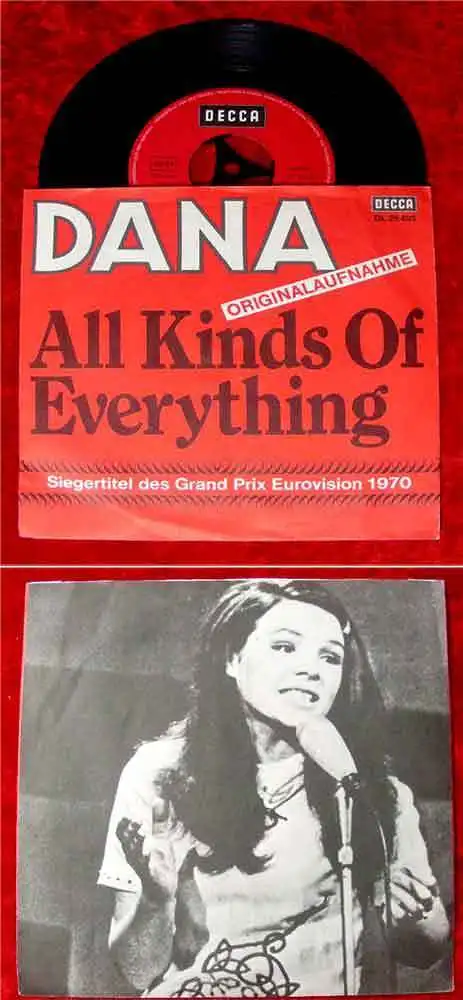 DECCA
DANA
DECCA
ORIGINALAUFNAHME
All Kinds Of
Everything
Siegertitel des Grand Prix Eurovision 1970